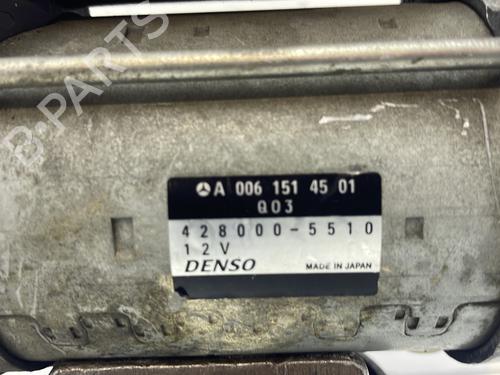 B-PARTS
A 006 151 45 01
Q03
428000-5510
12V
DENSO MADE IN JAPAN